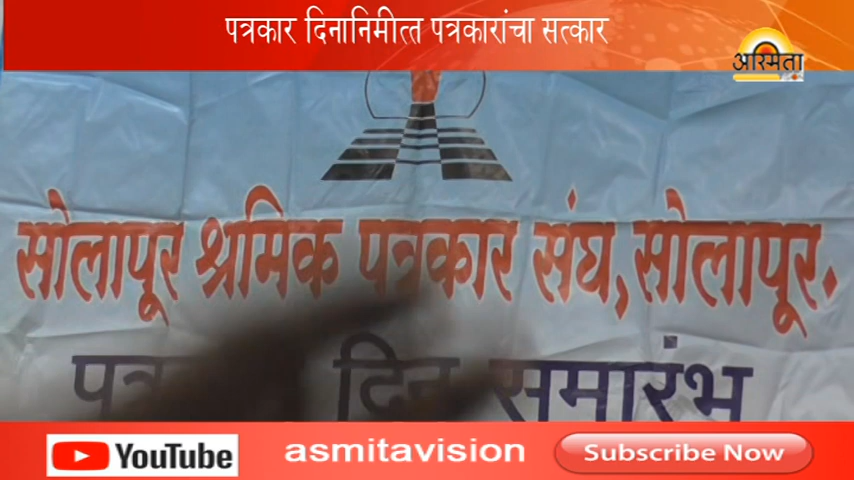 पत्रकार दिनानिमीत्त पत्रकारांचा सत्कार
अस्मिता
सोलापूर श्रमिक पत्रकार संघ, सोलापूर.
दिन समारंभ
YouTube
asmitavision
Subscribe Now